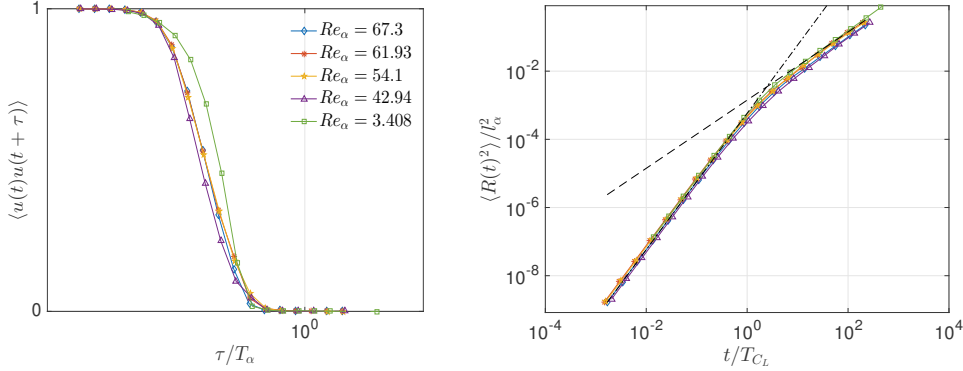 1
0
⟨u(t)u(t + τ)⟩
Re_α = 67.3
Re_α = 61.93
Re_α = 54.1
Re_α = 42.94
Re_α = 3.408
10^0
τ/T_α
⟨R(t)^2⟩/l_α^2
10^-2
10^-4
10^-6
10^-8
10^-4
10^-2
10^0
10^2
10^4
t/T_{C_L}